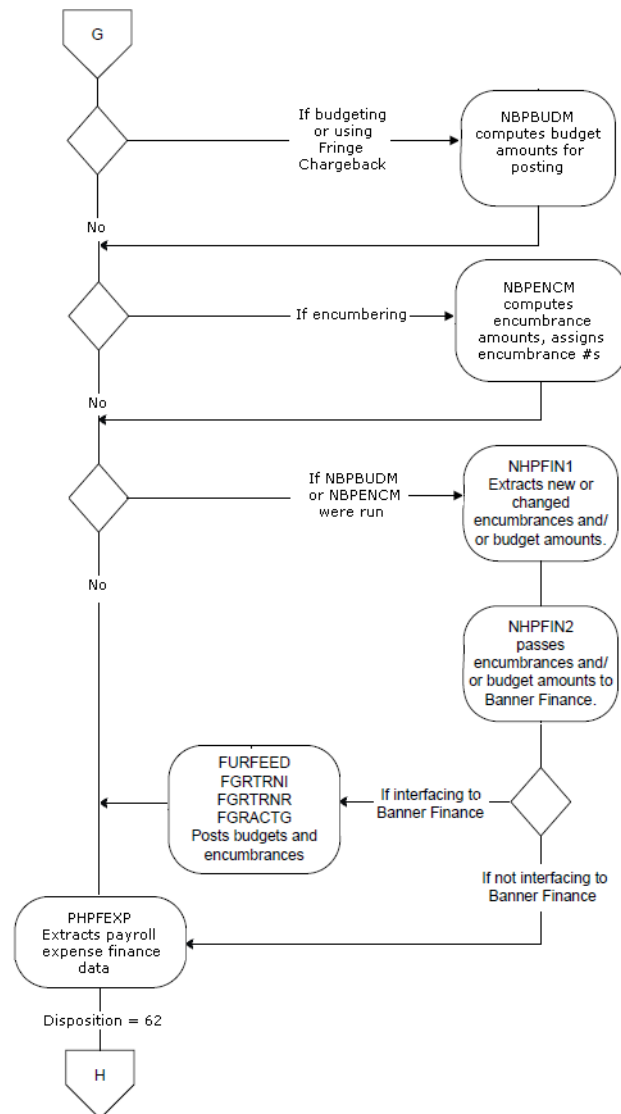 G
If budgeting
or using
Fringe
Chargeback
NBPBUDM
computes budget
amounts for
posting
No
If encumbering
NBPENCM
computes
encumbrance
amounts, assigns
encumbrance #s
No
If NBPBUDM
or NBPENCM
were run
NHPFIN1
Extracts new or
changed
encumbrances and/
or budget amounts.
No
NHPFIN2
passes
encumbrances and/
or budget amounts to
Banner Finance.
FURFEED
FGRTRNI
FGRTRNR
FGRACTG
Posts budgets and
encumbrances
If interfacing to
Banner Finance
If not interfacing to
Banner Finance
PHPFEXP
Extracts payroll
expense finance
data
Disposition = 62
H